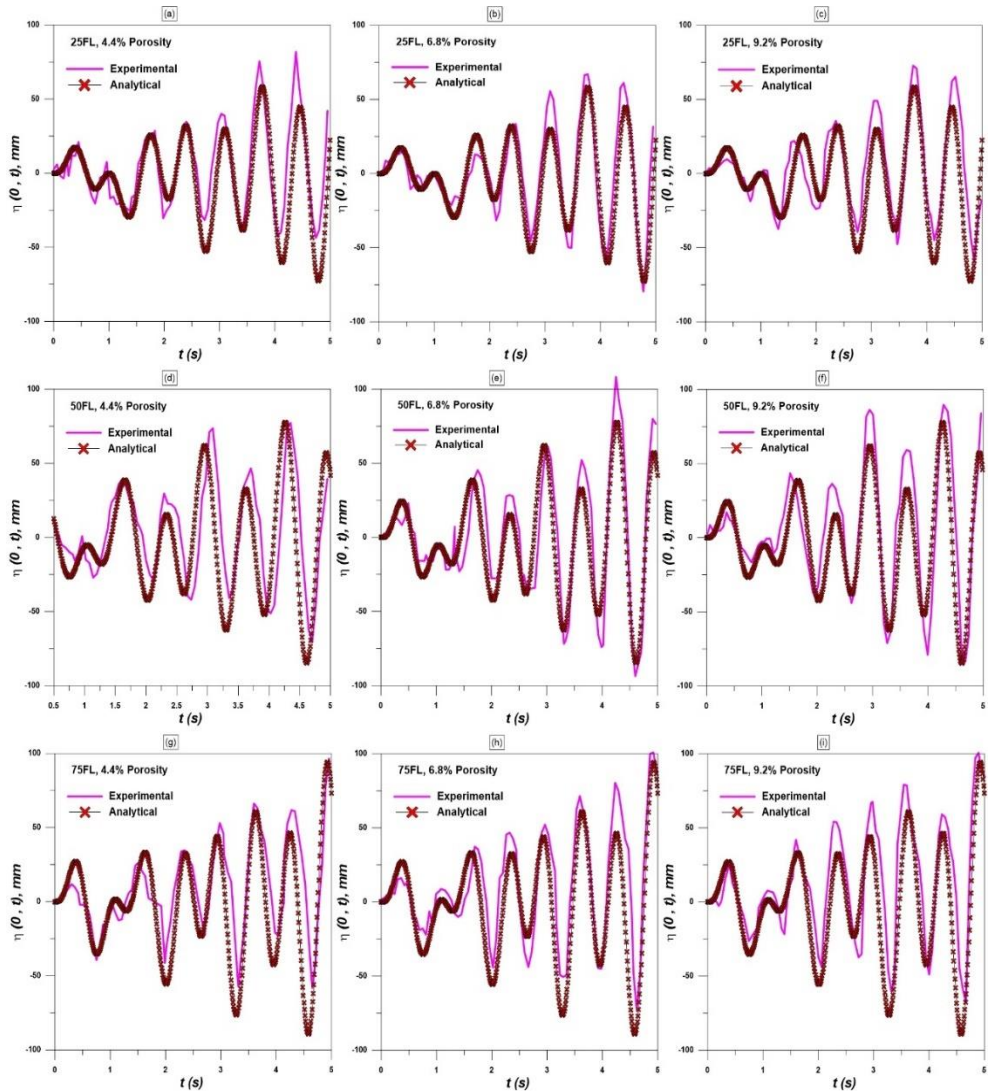 (a)
25FL, 4.4% Porosity
Experimental
Analytical
η (0 , t), mm
100
50
0
-50
-100
0 1 2 3 4 5
t (s)
(b)
25FL, 6.8% Porosity
Experimental
Analytical
η (0 , t), mm
100
50
0
-50
-100
0 1 2 3 4 5
t (s)
(c)
25FL, 9.2% Porosity
Experimental
Analytical
η (0 , t), mm
100
50
0
-50
-100
0 1 2 3 4 5
t (s)
(d)
50FL, 4.4% Porosity
Experimental
Analytical
η (0 , t), mm
100
50
0
-50
-100
0.5 1 1.5 2 2.5 3 3.5 4 4.5 5
t (s)
(e)
50FL, 6.8% Porosity
Experimental
Analytical
η (0 , t), mm
100
50
0
-50
-100
0 1 2 3 4 5
t (s)
(f)
50FL, 9.2% Porosity
Experimental
Analytical
η (0 , t), mm
100
50
0
-50
-100
0 1 2 3 4 5
t (s)
(g)
75FL, 4.4% Porosity
Experimental
Analytical
η (0 , t), mm
100
50
0
-50
-100
0 1 2 3 4 5
t (s)
(h)
75FL, 6.8% Porosity
Experimental
Analytical
η (0 , t), mm
100
50
0
-50
-100
0 1 2 3 4 5
t (s)
(i)
75FL, 9.2% Porosity
Experimental
Analytical
η (0 , t), mm
100
50
0
-50
-100
0 1 2 3 4 5
t (s)